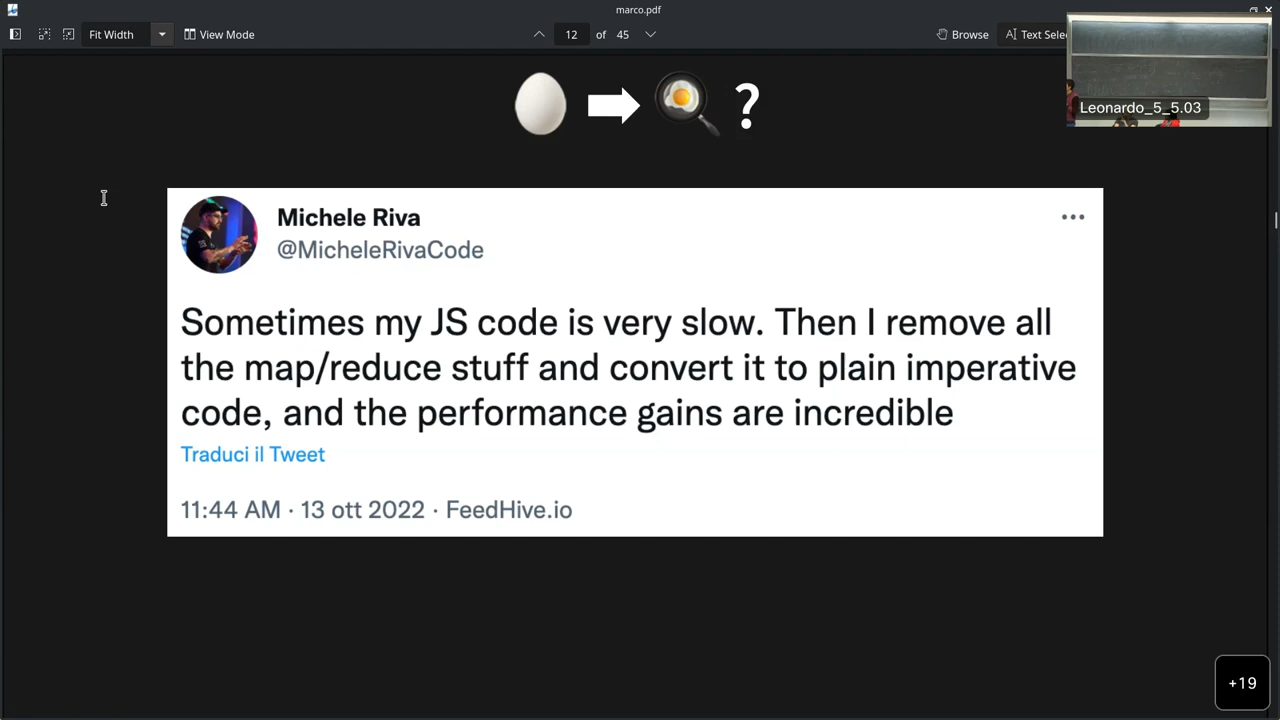 marco.pdf
Fit Width
View Mode
12 of 45
Browse
Text Sele
Leonardo_5_5.03
?
Michele Riva
@MicheleRivaCode
Sometimes my JS code is very slow. Then I remove all
the map/reduce stuff and convert it to plain imperative
code, and the performance gains are incredible
Traduci il Tweet
11:44 AM · 13 ott 2022 · FeedHive.io
+19